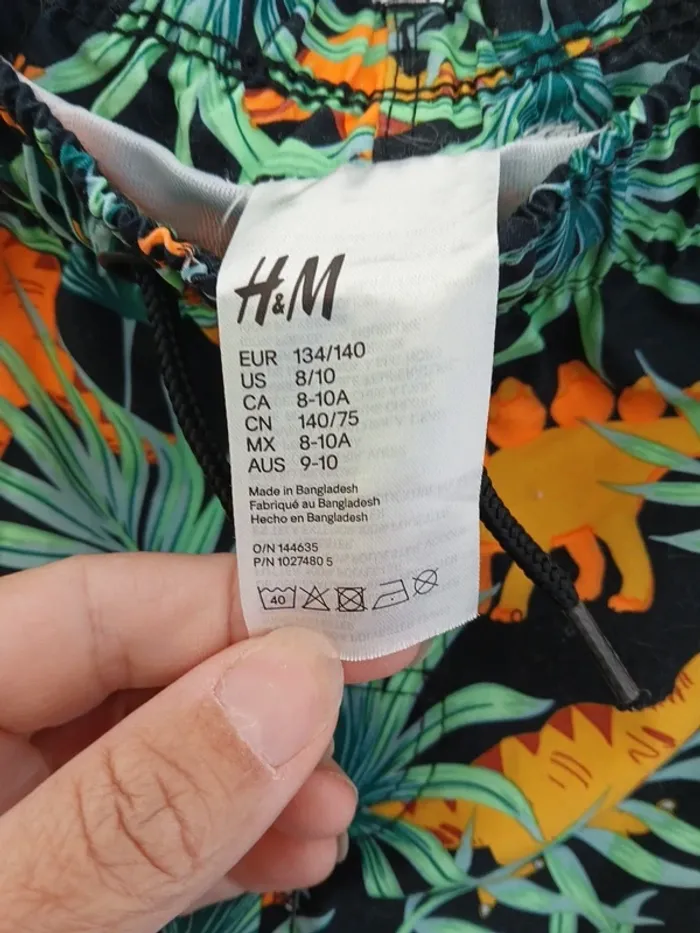 H&M
EUR 134/140
US 8/10
CA 8-10A
CN 140/75
MX 8-10A
AUS 9-10
Made in Bangladesh
Fabriqué au Bangladesh
Hecho en Bangladesh
O/N 144635
P/N 1027480 5
40